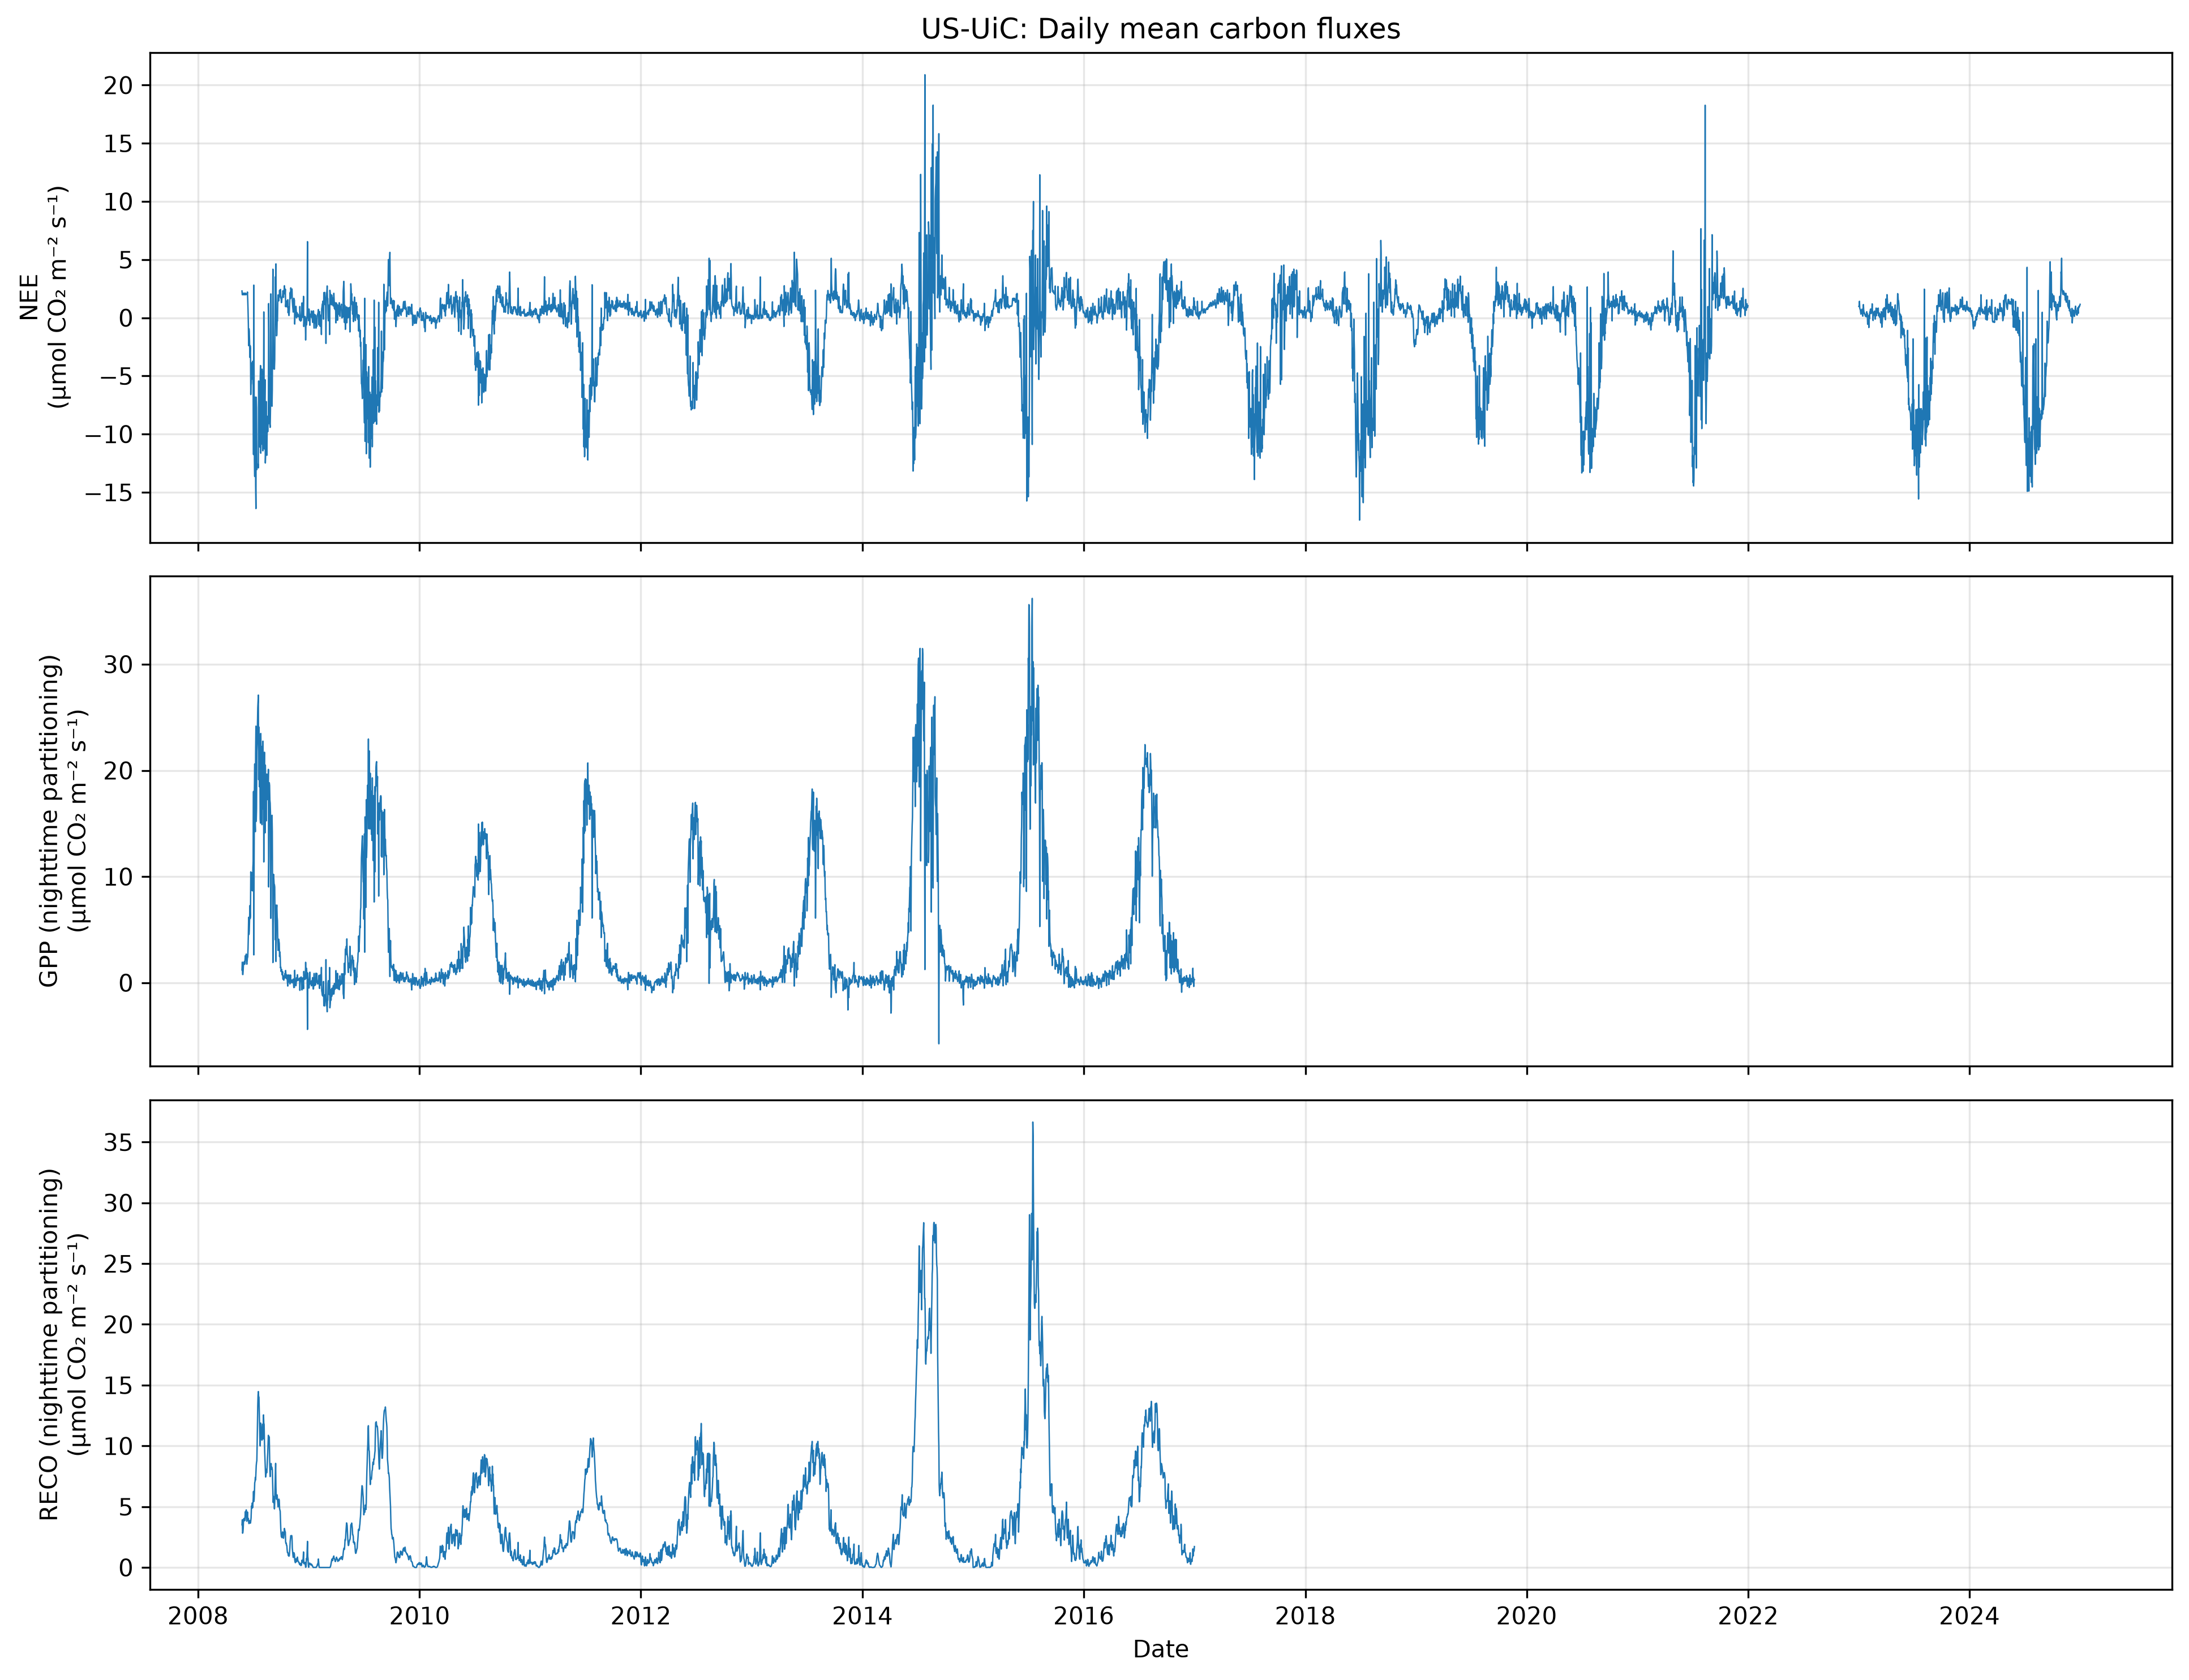 US-UiC: Daily mean carbon fluxes
20
15
10
5
0
−5
−10
−15
NEE
(μmol CO₂ m⁻² s⁻¹)
30
20
10
0
GPP (nighttime partitioning)
(μmol CO₂ m⁻² s⁻¹)
35
30
25
20
15
10
5
0
RECO (nighttime partitioning)
(μmol CO₂ m⁻² s⁻¹)
2008 2010 2012 2014 2016 2018 2020 2022 2024
Date